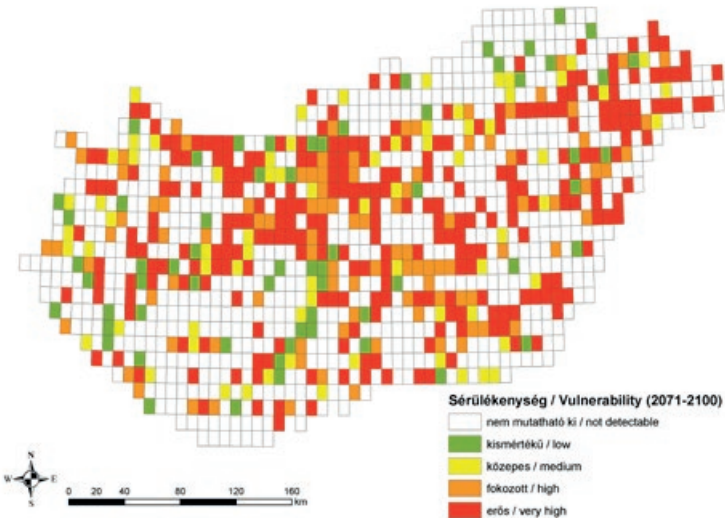 Sérülékenység / Vulnerability (2071-2100)
nem mutatható ki / not detectable
kismértékű / low
közepes / medium
fokozott / high
erős / very high
N
W E
S
0 20 40 80 120 160
km